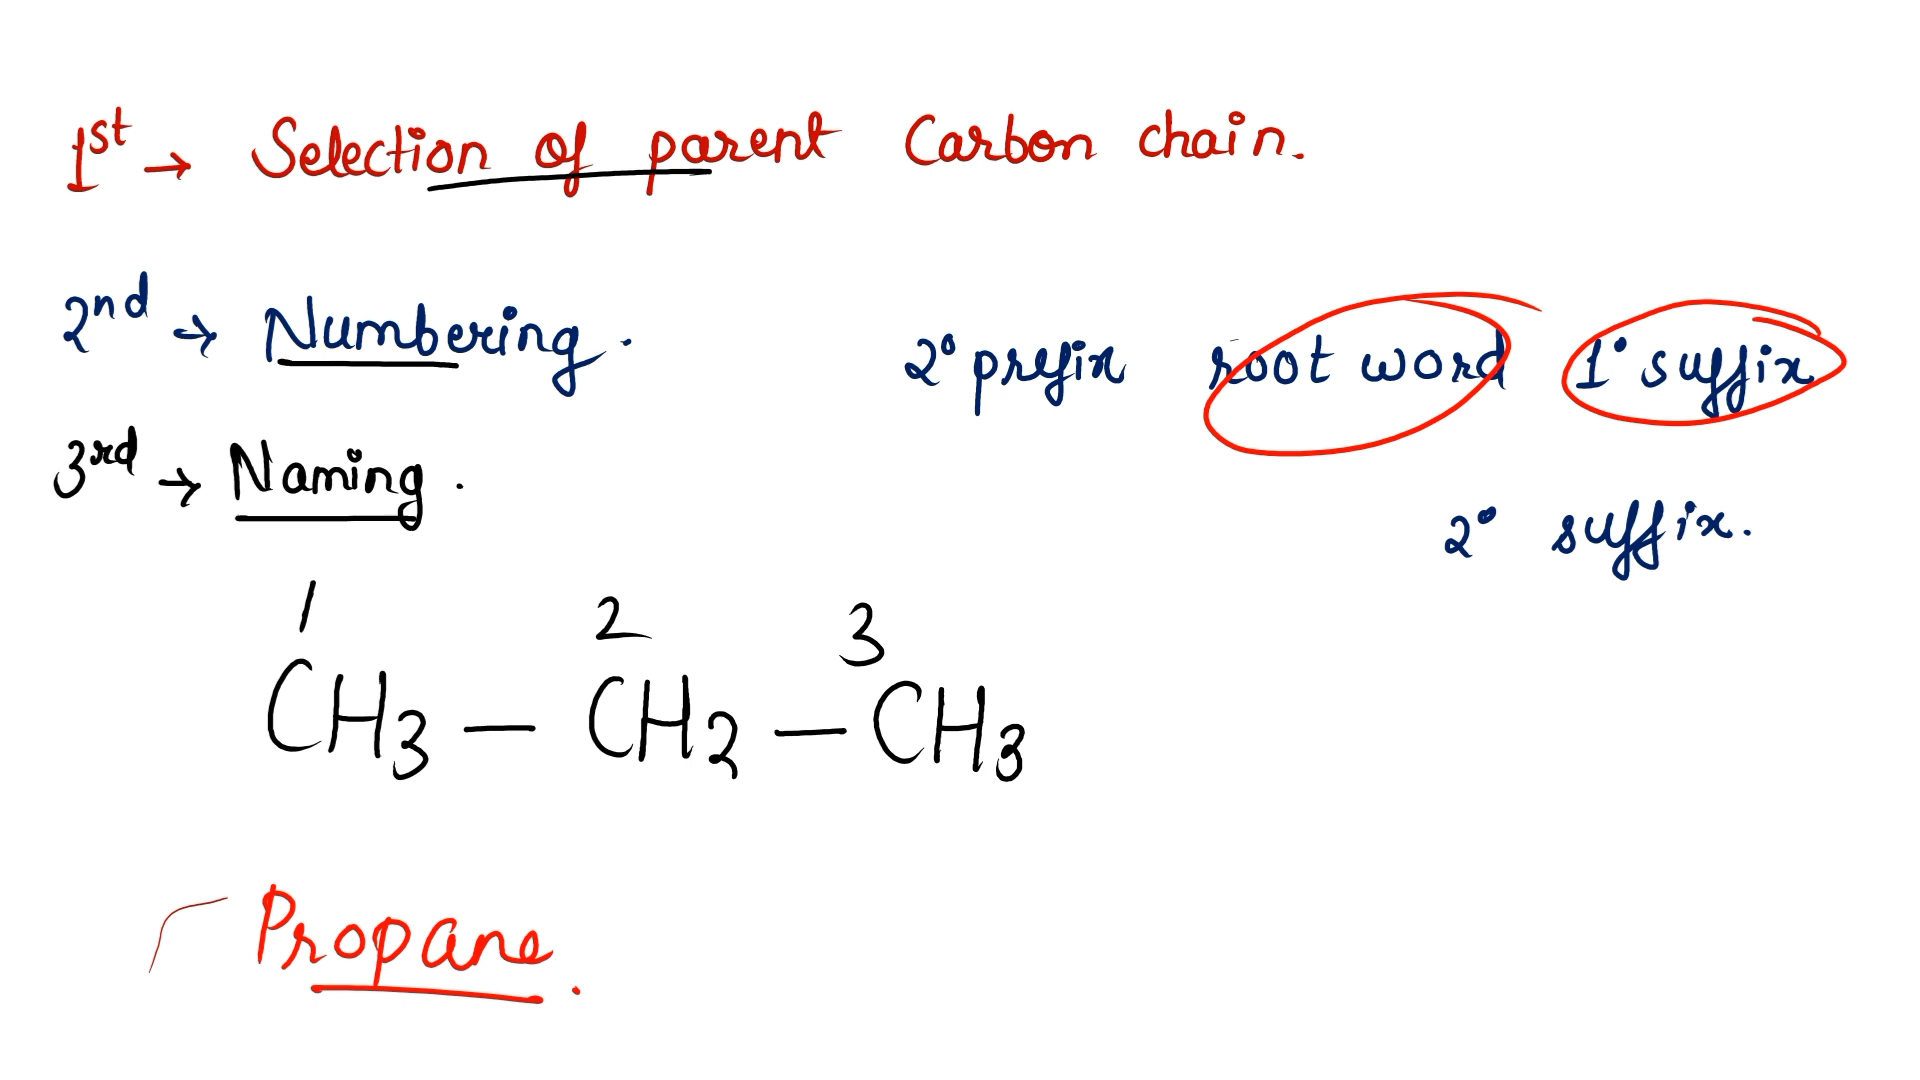 1st → Selection of parent Carbon chain.
2nd → Numbering.
2° prefix root word 1° suffix
3rd → Naming.
2° suffix.
1 2 3
CH3 — CH2 — CH3
Propane.